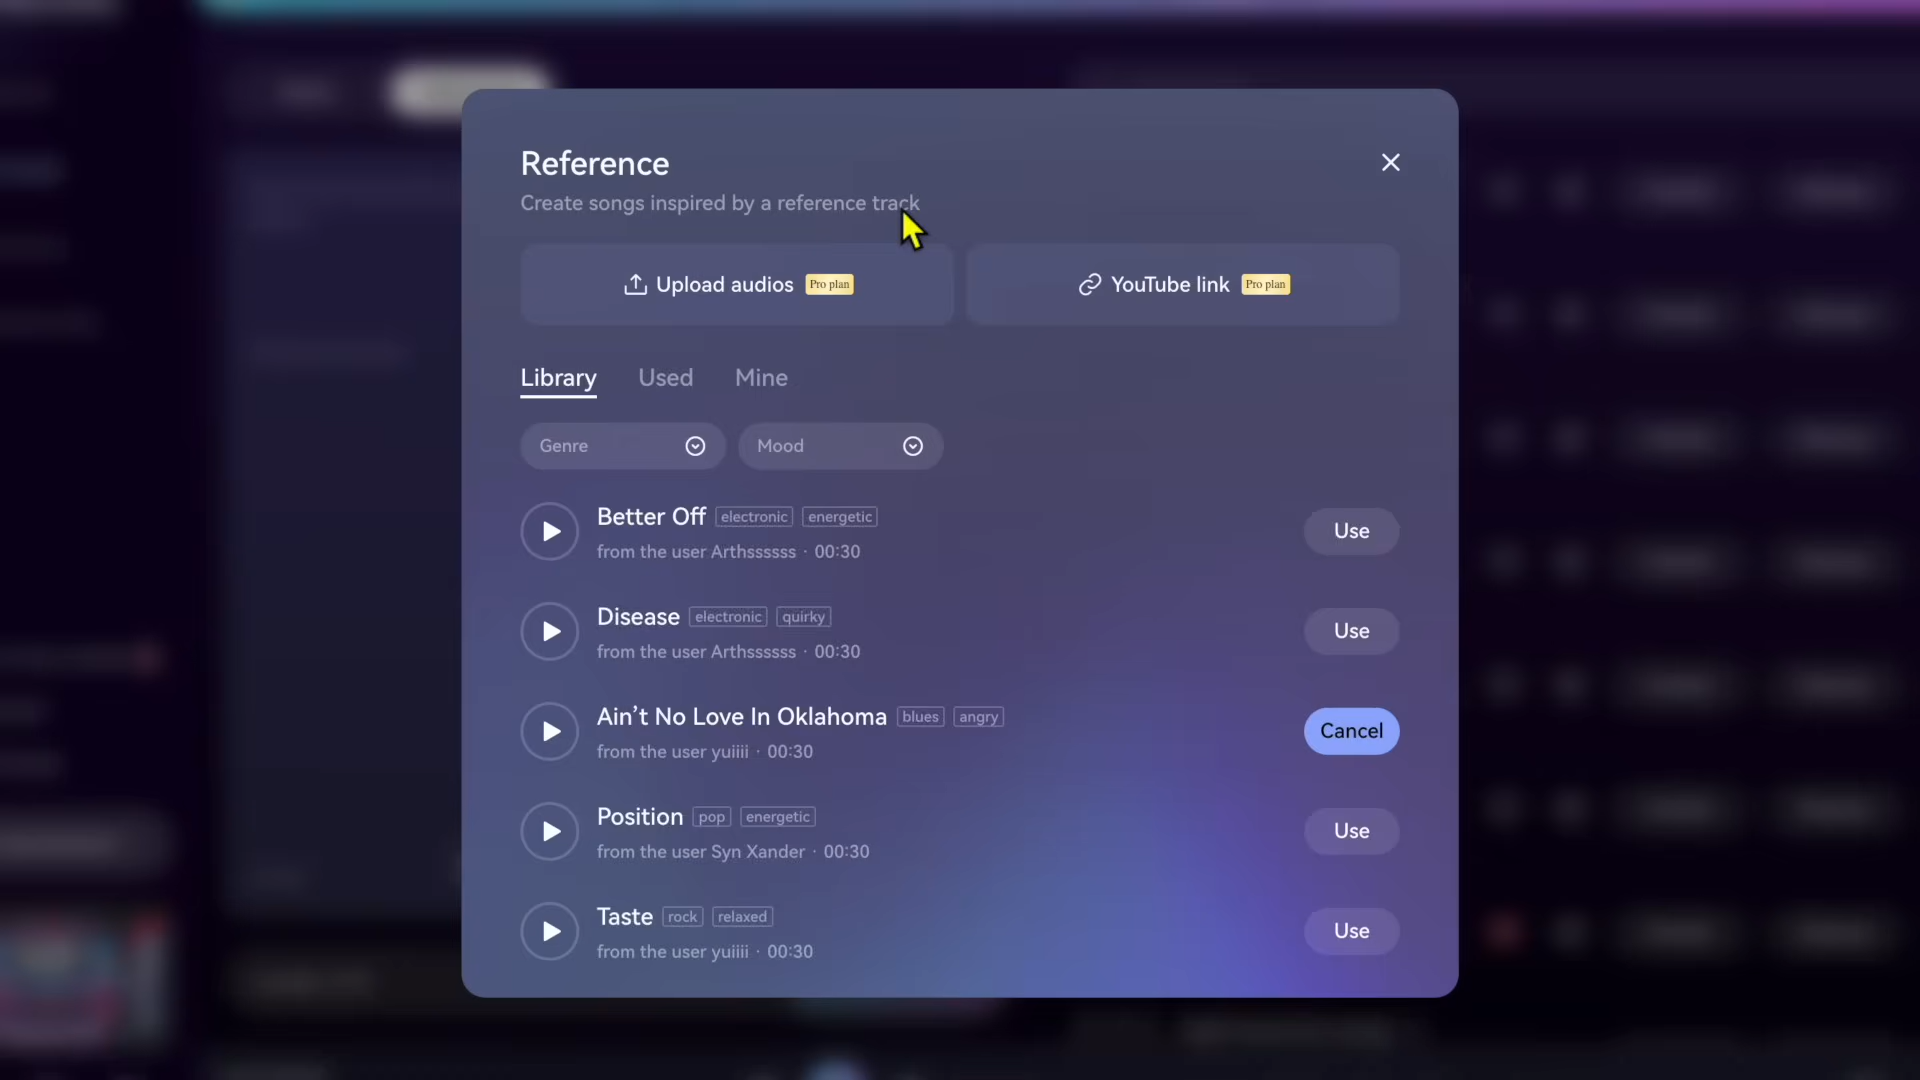 Reference
Create songs inspired by a reference track
Upload audios Pro plan
YouTube link Pro plan
Library Used Mine
Genre Mood
Better Off electronic energetic
from the user Arthssssss · 00:30
Use
Disease electronic quirky
from the user Arthssssss · 00:30
Use
Ain’t No Love In Oklahoma blues angry
from the user yuiiii · 00:30
Cancel
Position pop energetic
from the user Syn Xander · 00:30
Use
Taste rock relaxed
from the user yuiiii · 00:30
Use